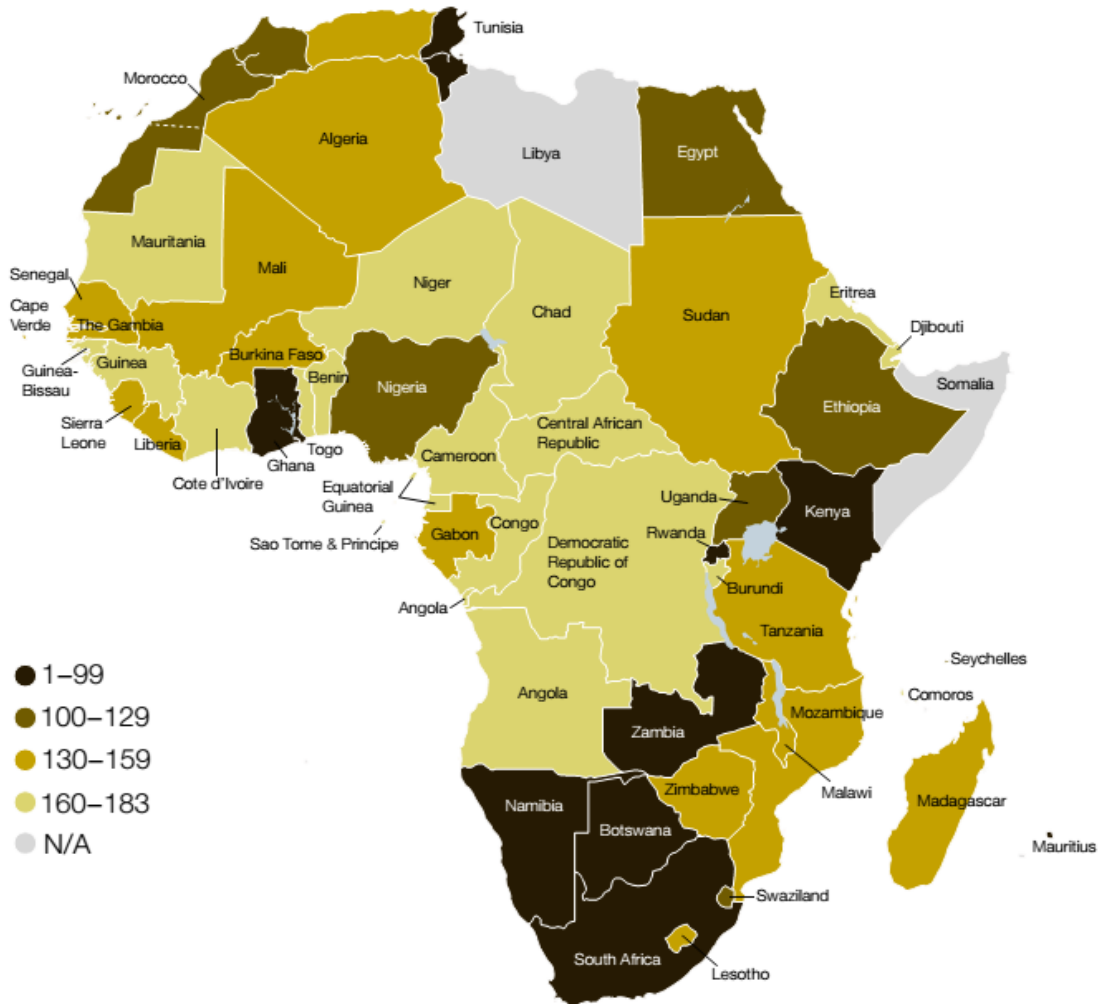 Tunisia
Morocco
Algeria
Libya
Egypt
Mauritania
Mali
Niger
Chad
Sudan
Eritrea
Djibouti
Senegal
Cape
Verde
The Gambia
Guinea-
Bissau
Guinea
Burkina Faso
Benin
Nigeria
Ethiopia
Somalia
Sierra
Leone
Liberia
Cote d'Ivoire
Ghana
Togo
Cameroon
Central African
Republic
Equatorial
Guinea
Sao Tome & Principe
Gabon
Congo
Democratic
Republic of
Congo
Uganda
Rwanda
Kenya
Burundi
Tanzania
Angola
Angola
Zambia
Seychelles
Comoros
Mozambique
Malawi
Zimbabwe
Madagascar
Mauritius
Namibia
Botswana
Swaziland
South Africa
Lesotho
1–99
100–129
130–159
160–183
N/A